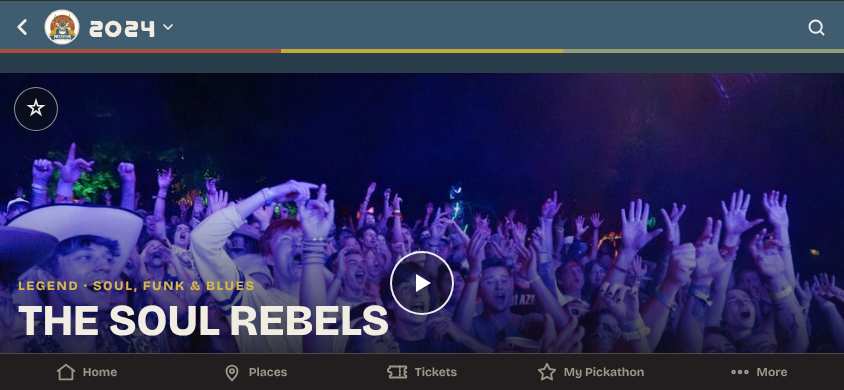 2024
LEGEND · SOUL, FUNK & BLUES
THE SOUL REBELS
Home
Places
Tickets
My Pickathon
More